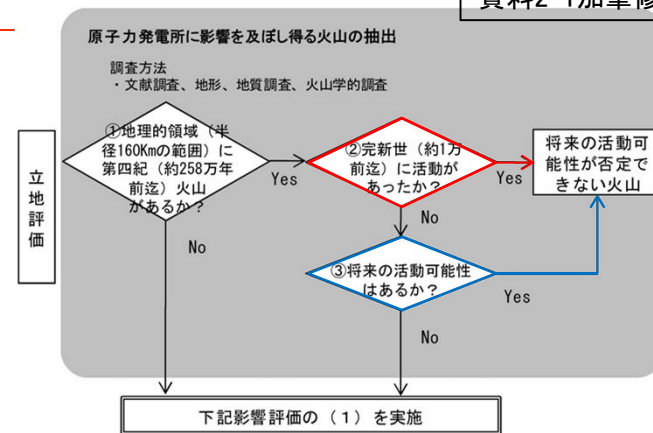 資料2-1加筆修
原子力発電所に影響を及ぼし得る火山の抽出
調査方法
・文献調査、地形、地質調査、火山学的調査
立地評価
①地理的領域（半
径160Kmの範囲）に
第四紀（約258万年
前迄）火山
があるか？
Yes
No
②完新世（約1万
前迄）に活動が
あったか？
Yes
No
将来の活動可
能性が否定で
きない火山
③将来の活動可能性
はあるか？
Yes
No
下記影響評価の（１）を実施